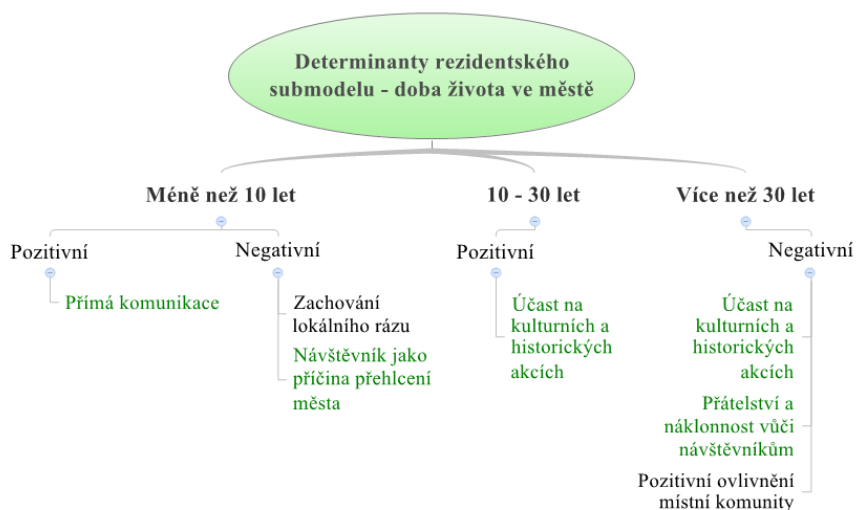 Determinanty rezidentského
submodelu - doba života ve městě
Méně než 10 let
10 - 30 let
Více než 30 let
Pozitivní
Negativní
Pozitivní
Negativní
Přímá komunikace
Zachování
lokálního rázu
Návštěvník jako
příčina přehlcení
města
Účast na
kulturních a
historických
akcích
Účast na
kulturních a
historických
akcích
Přátelství a
náklonnost vůči
návštěvníkům
Pozitivní ovlivnění
místní komunity